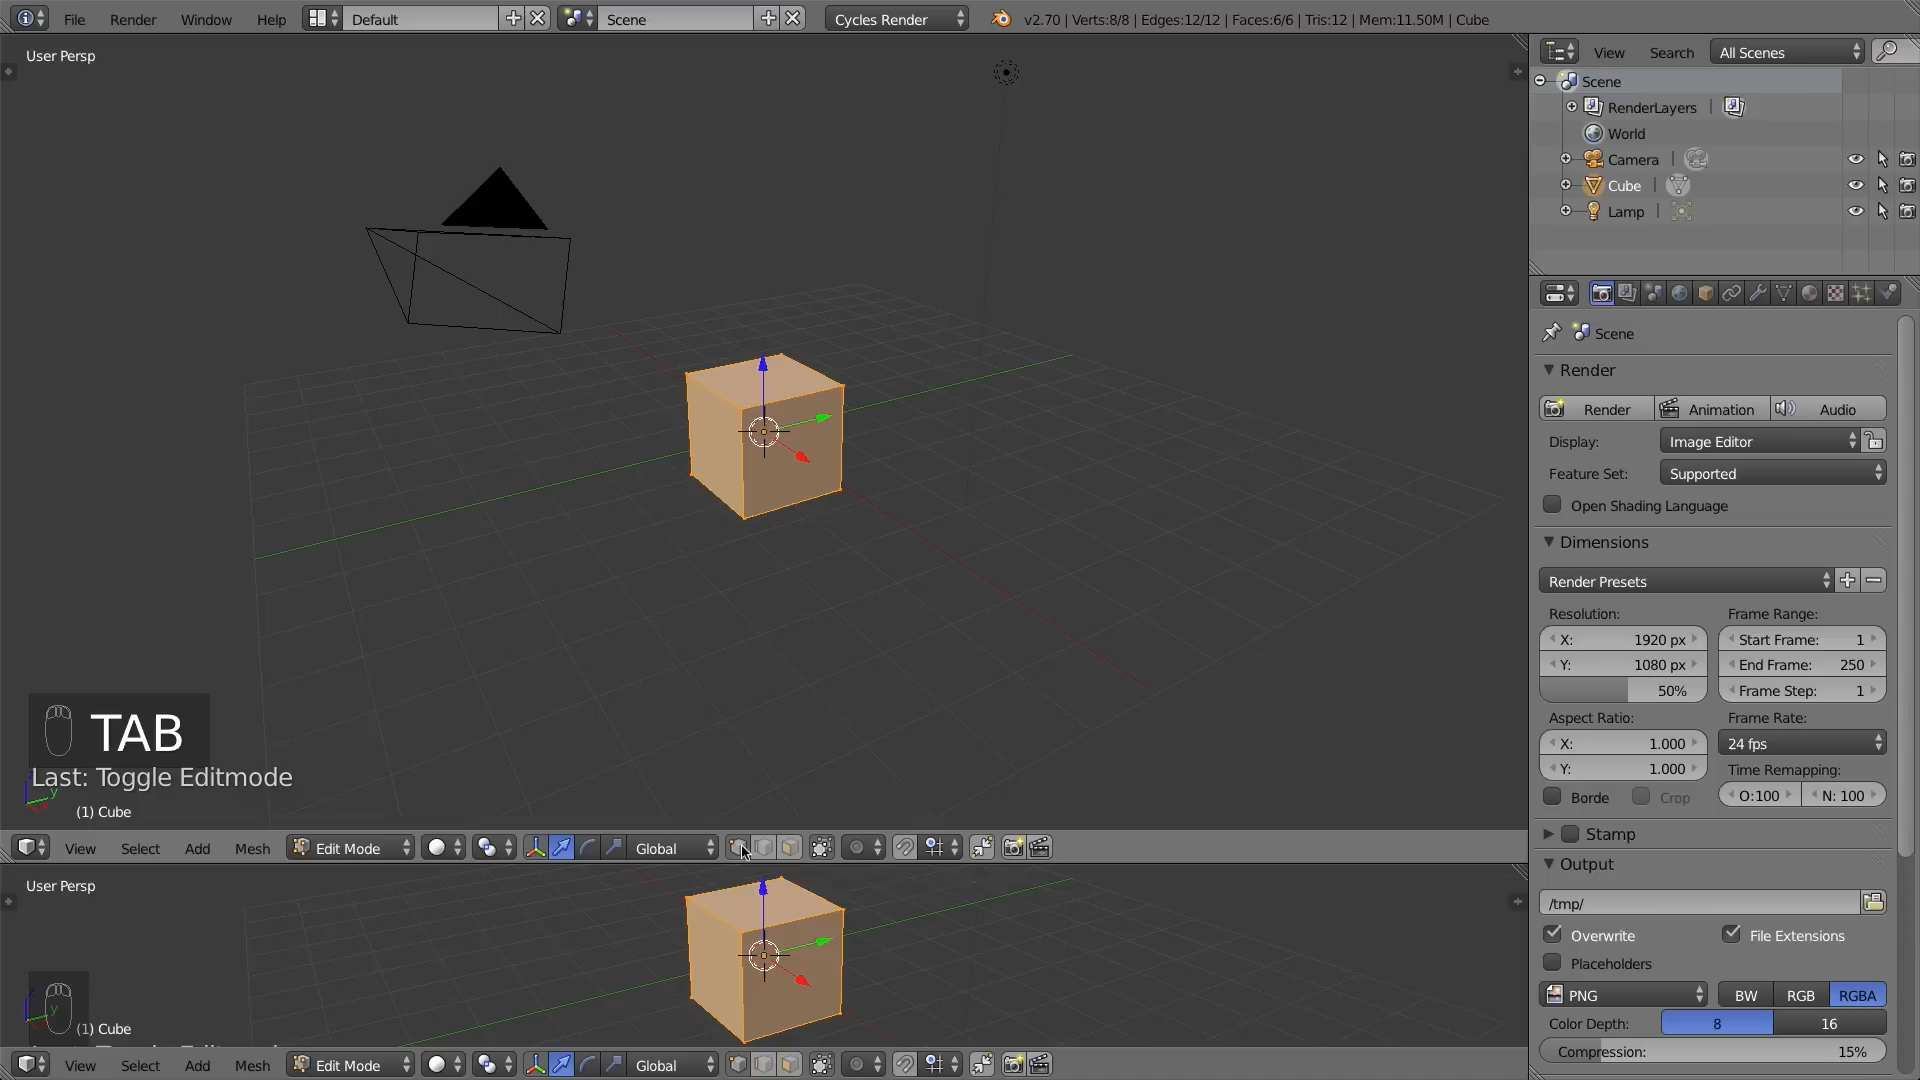 File Render Window Help Default Scene Cycles Render v2.70 | Verts:8/8 | Edges:12/12 | Faces:6/6 | Tris:12 | Mem:11.50M | Cube
User Persp
View Search All Scenes
Scene
RenderLayers
World
Camera
Cube
Lamp
Scene
Render
Render Animation Audio
Display: Image Editor
Feature Set: Supported
Open Shading Language
Dimensions
Render Presets
Resolution: Frame Range:
X: 1920 px Start Frame: 1
Y: 1080 px End Frame: 250
50% Frame Step: 1
Aspect Ratio: Frame Rate:
X: 1.000 24 fps
Y: 1.000 Time Remapping:
Borde Crop O:100 N: 100
Stamp
Output
/tmp/
Overwrite File Extensions
Placeholders
PNG BW RGB RGBA
Color Depth: 8 16
Compression: 15%
TAB
Last: Toggle Editmode
y
(1) Cube
View Select Add Mesh Edit Mode Global
User Persp
y
(1) Cube
View Select Add Mesh Edit Mode Global